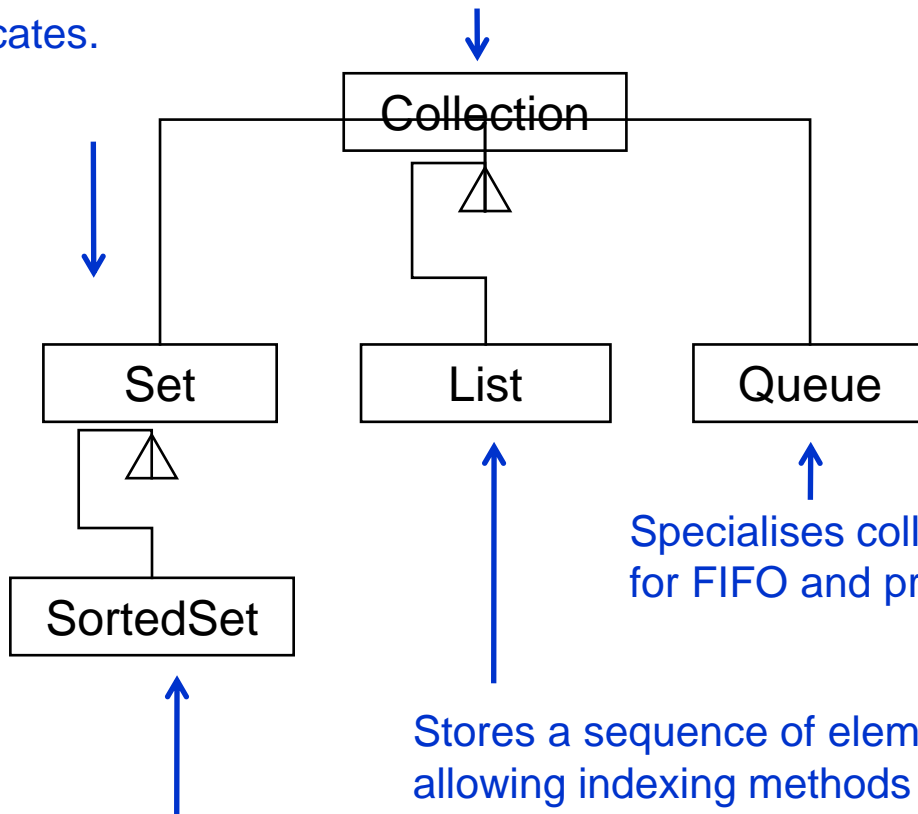 cates.
Collection
Set
List
Queue
Specialises coll
for FIFO and pr
SortedSet
Stores a sequence of elem
allowing indexing methods